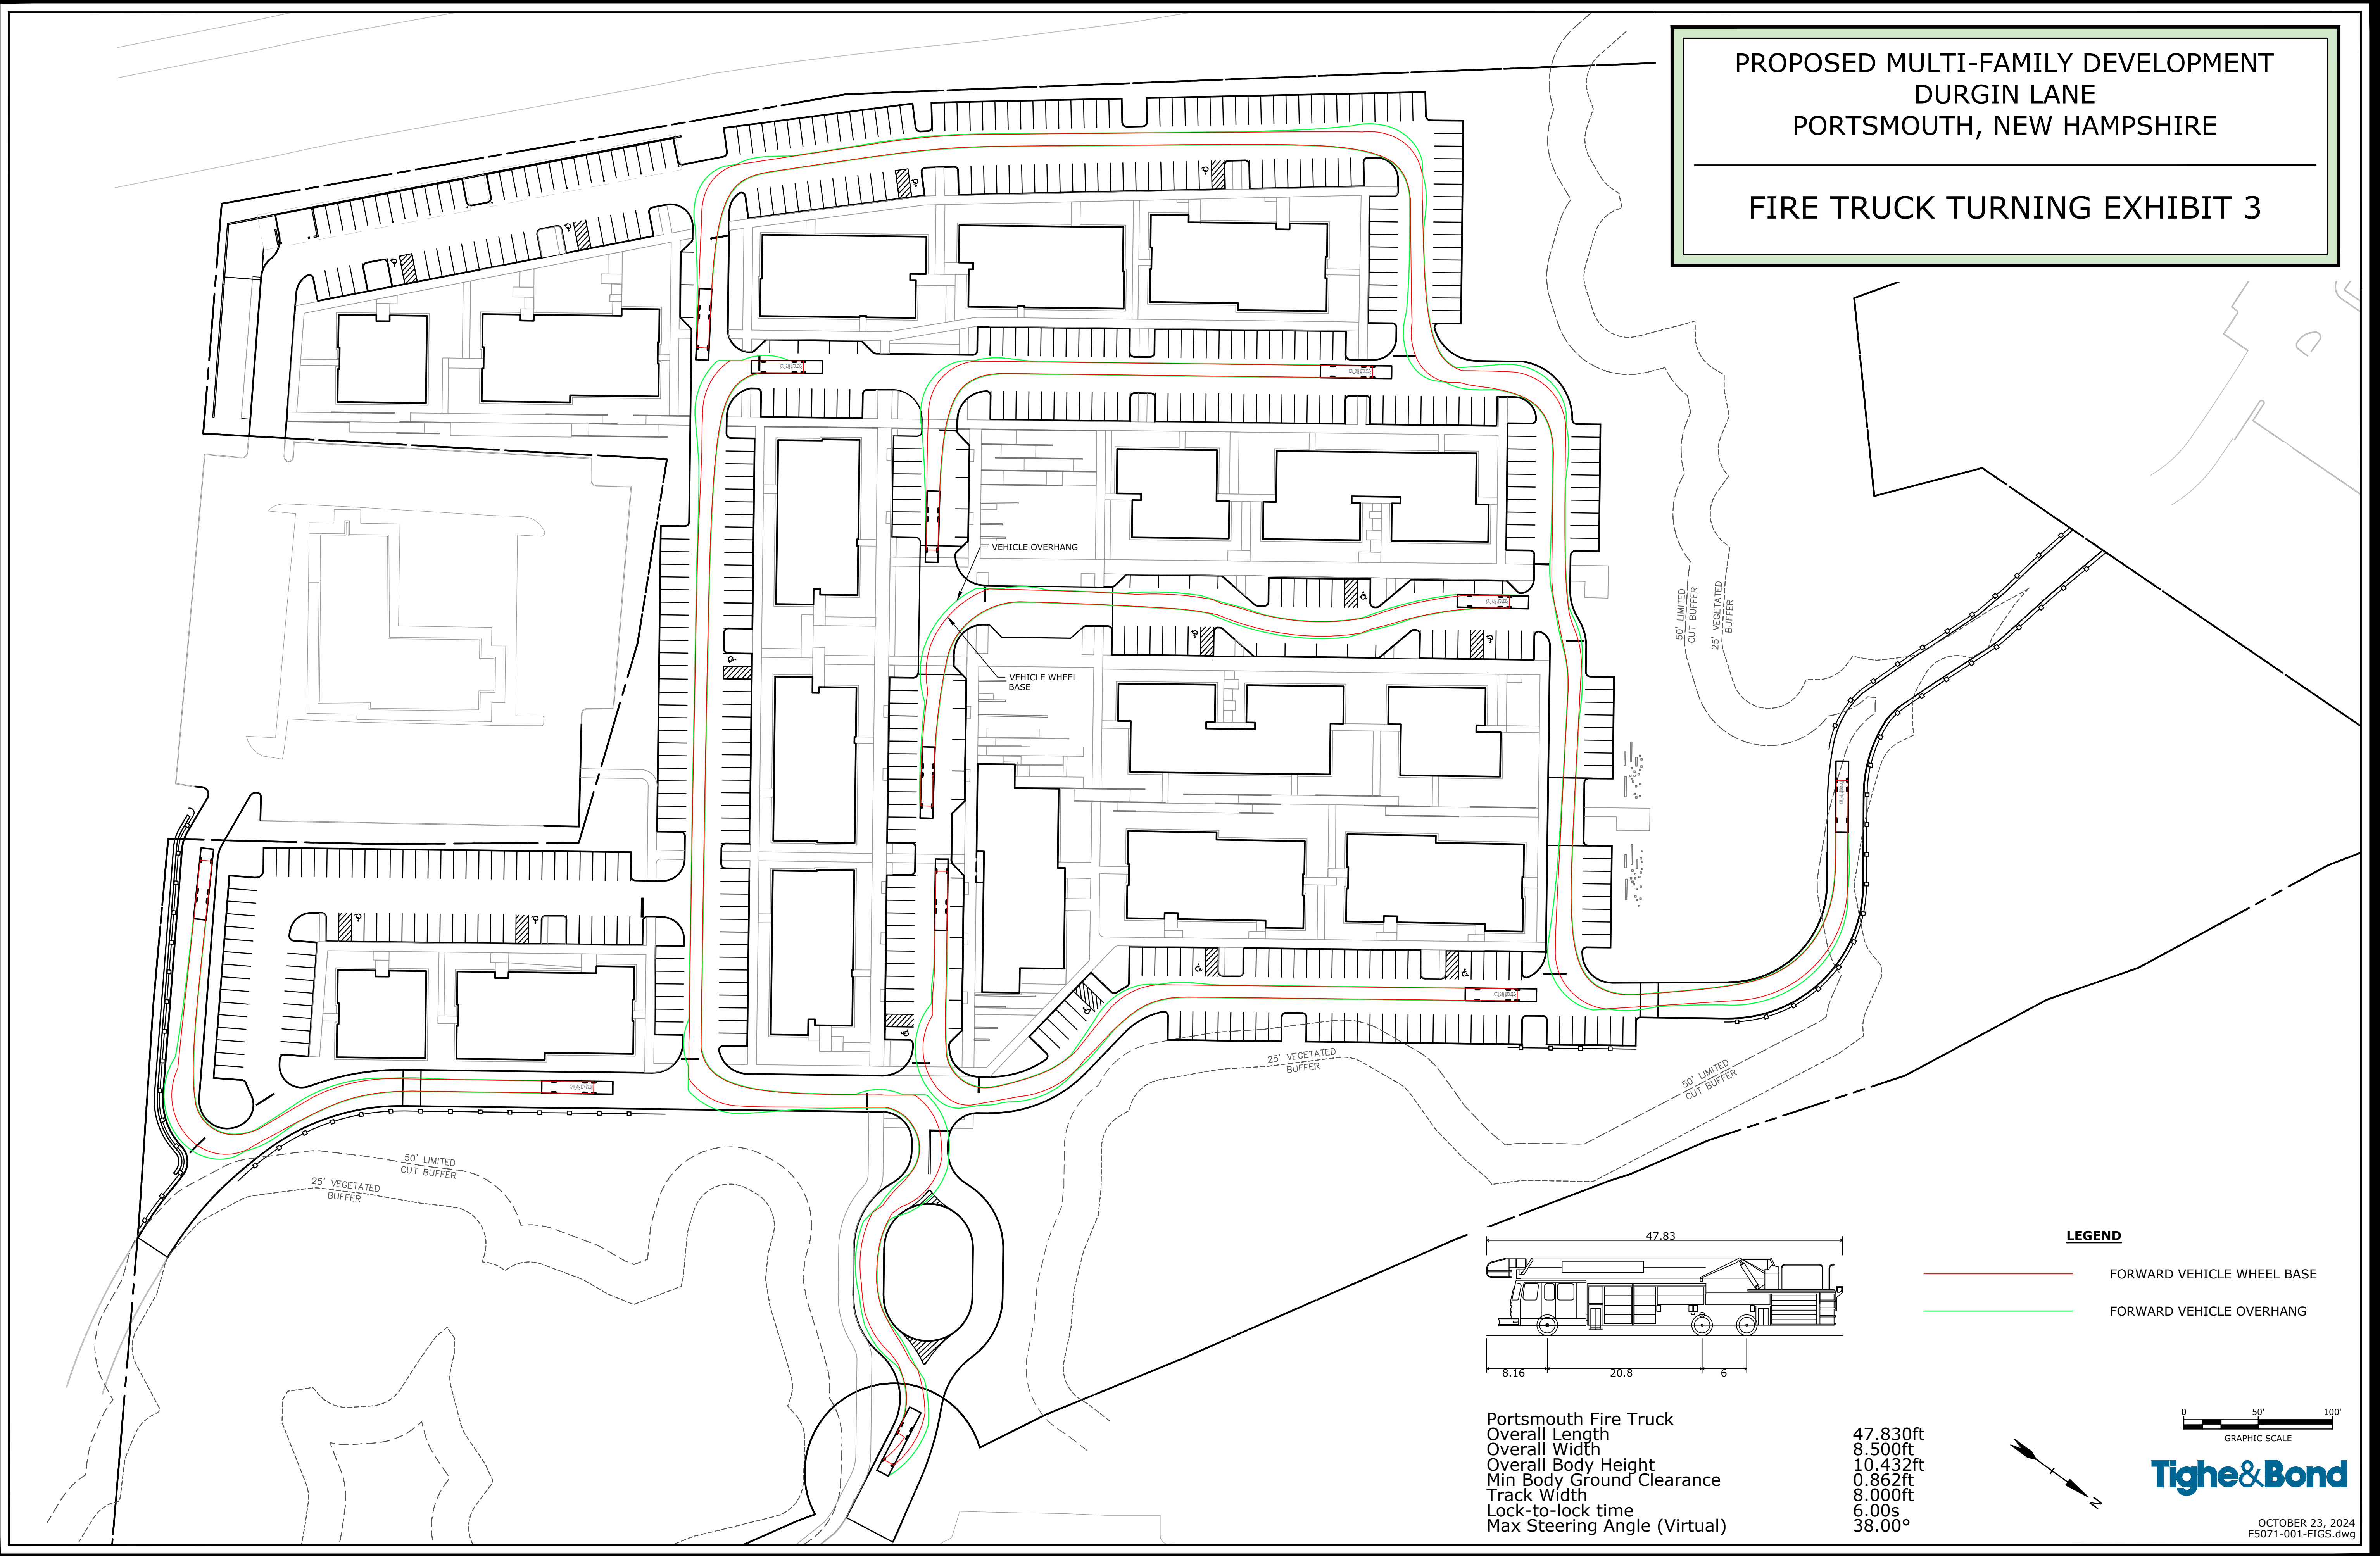 PROPOSED MULTI-FAMILY DEVELOPMENT
DURGIN LANE
PORTSMOUTH, NEW HAMPSHIRE
FIRE TRUCK TURNING EXHIBIT 3
VEHICLE OVERHANG
VEHICLE WHEEL
BASE
50' LIMITED
CUT BUFFER
25' VEGETATED
BUFFER
25' VEGETATED
BUFFER
50' LIMITED
CUT BUFFER
50' LIMITED
CUT BUFFER
25' VEGETATED
BUFFER
47.83
8.16
20.8
6
LEGEND
FORWARD VEHICLE WHEEL BASE
FORWARD VEHICLE OVERHANG
Portsmouth Fire Truck
Overall Length 47.830ft
Overall Width 8.500ft
Overall Body Height 10.432ft
Min Body Ground Clearance 0.862ft
Track Width 8.000ft
Lock-to-lock time 6.00s
Max Steering Angle (Virtual) 38.00°
N
0 50' 100'
GRAPHIC SCALE
Tighe&Bond
OCTOBER 23, 2024
E5071-001-FIGS.dwg